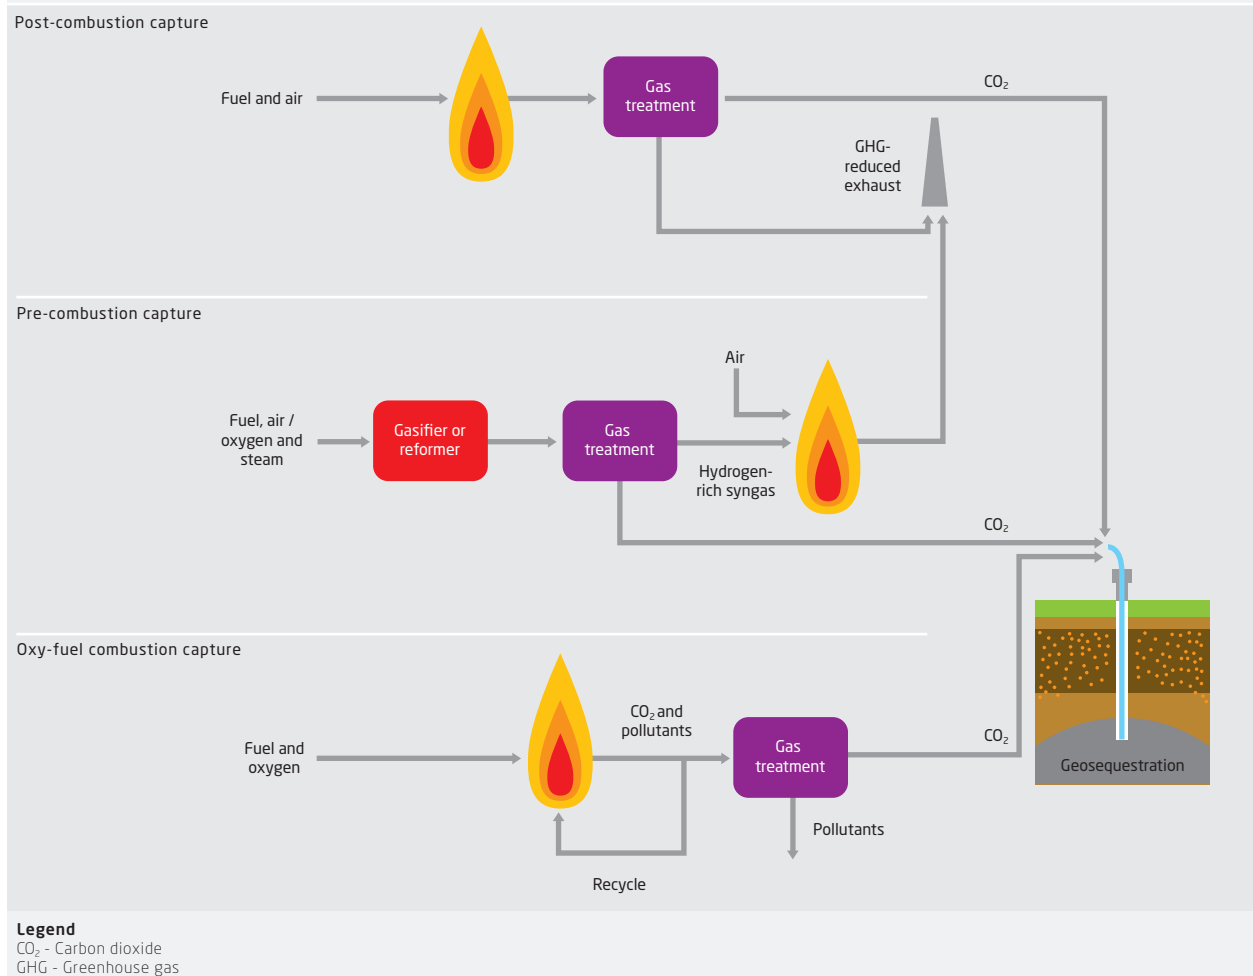 Post-combustion capture
Fuel and air
Gas
treatment
CO₂
GHG-
reduced
exhaust
Pre-combustion capture
Air
Fuel, air /
oxygen and
steam
Gasifier or
reformer
Gas
treatment
Hydrogen-
rich syngas
CO₂
Oxy-fuel combustion capture
Fuel and
oxygen
CO₂ and
pollutants
Gas
treatment
CO₂
Geosequestration
Pollutants
Recycle
Legend
CO₂ - Carbon dioxide
GHG - Greenhouse gas